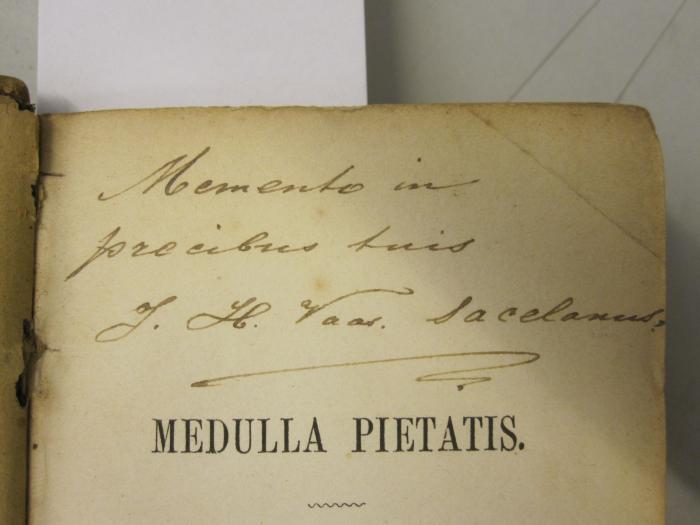 Memento in
precibus tuis
J. H. Vaas. Sacelanus.
MEDULLA PIETATIS.